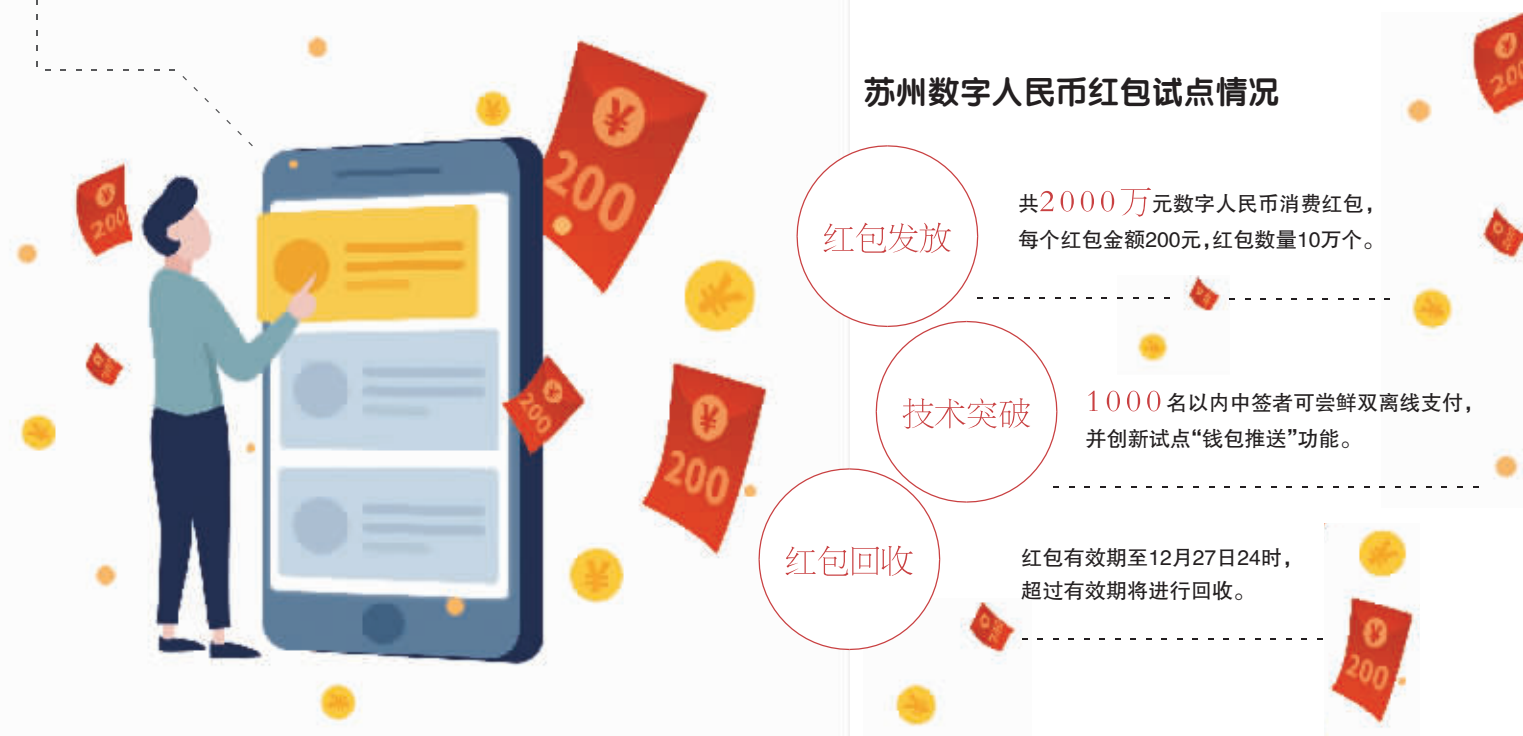 苏州数字人民币红包试点情况
红包发放
共2000万元数字人民币消费红包，
每个红包金额200元，红包数量10万个。
技术突破
1000名以内中签者可尝鲜双离线支付，
并创新试点“钱包推送”功能。
红包回收
红包有效期至12月27日24时，
超过有效期将进行回收。
¥
200
¥
200
¥
200
¥
200
¥
200
200